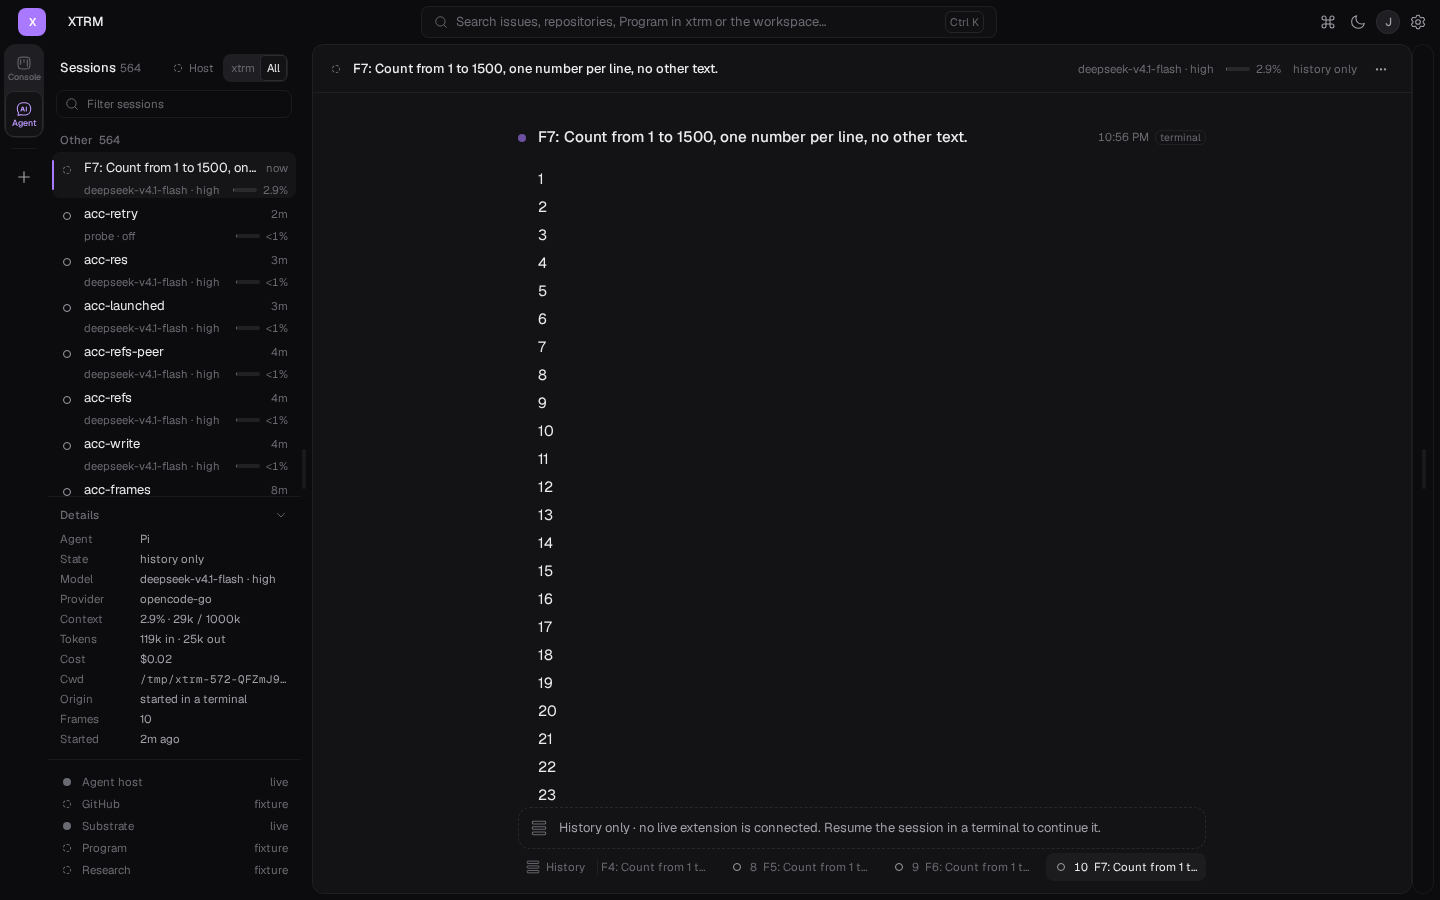 X XTRM Search issues, repositories, Program in xtrm or the workspace... Ctrl K J
Console
AI
Agent
Sessions 564 Host xtrm All
Filter sessions
Other 564
F7: Count from 1 to 1500, on... now
deepseek-v4.1-flash · high 2.9%
acc-retry 2m
probe · off <1%
acc-res 3m
deepseek-v4.1-flash · high <1%
acc-launched 3m
deepseek-v4.1-flash · high <1%
acc-refs-peer 4m
deepseek-v4.1-flash · high <1%
acc-refs 4m
deepseek-v4.1-flash · high <1%
acc-write 4m
deepseek-v4.1-flash · high <1%
acc-frames 8m
Details
Agent Pi
State history only
Model deepseek-v4.1-flash · high
Provider opencode-go
Context 2.9% · 29k / 1000k
Tokens 119k in · 25k out
Cost $0.02
Cwd /tmp/xtrm-572-QFZmJ9...
Origin started in a terminal
Frames 10
Started 2m ago
Agent host live
GitHub fixture
Substrate live
Program fixture
Research fixture
F7: Count from 1 to 1500, one number per line, no other text. deepseek-v4.1-flash · high 2.9% history only ...
F7: Count from 1 to 1500, one number per line, no other text. 10:56 PM terminal
1
2
3
4
5
6
7
8
9
10
11
12
13
14
15
16
17
18
19
20
21
22
23
History only · no live extension is connected. Resume the session in a terminal to continue it.
History F4: Count from 1 t... 8 F5: Count from 1 t... 9 F6: Count from 1 t... 10 F7: Count from 1 t...